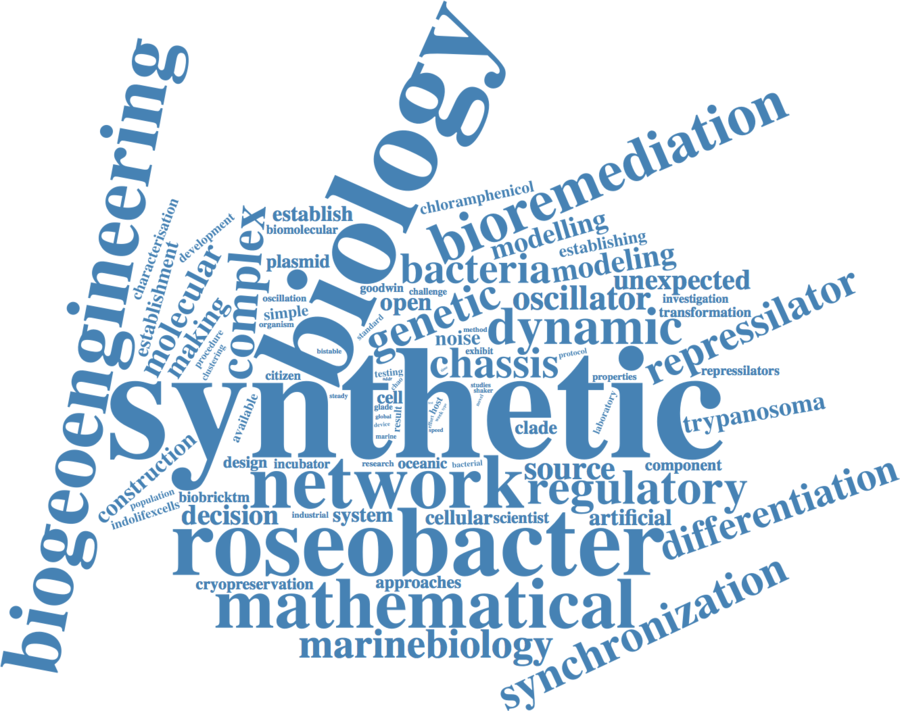 biology
biogeoengineering
bioremediation
chloramphenicol
characterisation
development
complex
establish
biomolecular
modelling
establishing
establishment
molecular
plasmid
bacteria
modeling
unexpected
goodwin
challenge
oscillation
open
genetic
oscillator
investigation
repressilator
making
simple
organism
standard
transformation
procedure
noise
method
dynamic
clustering
bistable
exhibit
chassis
protocol
citizen
testing
properties
repressilators
Synthetic
steady
studies
shaker
cell
host
available
glade
result
global
device
laboratory
trypanosoma
speed
clade
marine
construction
design
incubator
research
oceanic
bacterial
source
component
network
regulatory
population
biobricktm
indolifexcells
differentiation
decision
industrial
system
cellular
scientist
artificial
roseobacter
cryopreservation
approaches
mathematical
synchronization
marinebiology